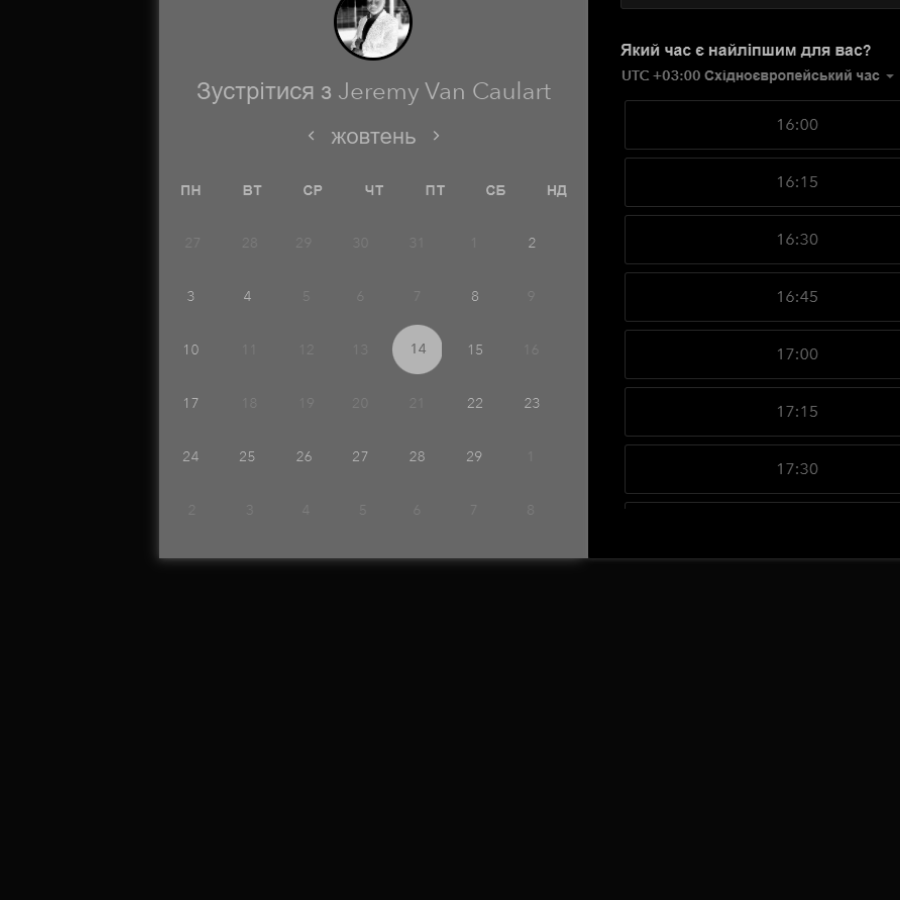 Зустрітися з Jeremy Van Caulart
жовтень
ПН ВТ СР ЧТ ПТ СБ НД
27 28 29 30 31 1 2
3 4 5 6 7 8 9
10 11 12 13 14 15 16
17 18 19 20 21 22 23
24 25 26 27 28 29 1
2 3 4 5 6 7 8
Який час є найліпшим для вас?
UTC +03:00 Східноєвропейський час
16:00
16:15
16:30
16:45
17:00
17:15
17:30